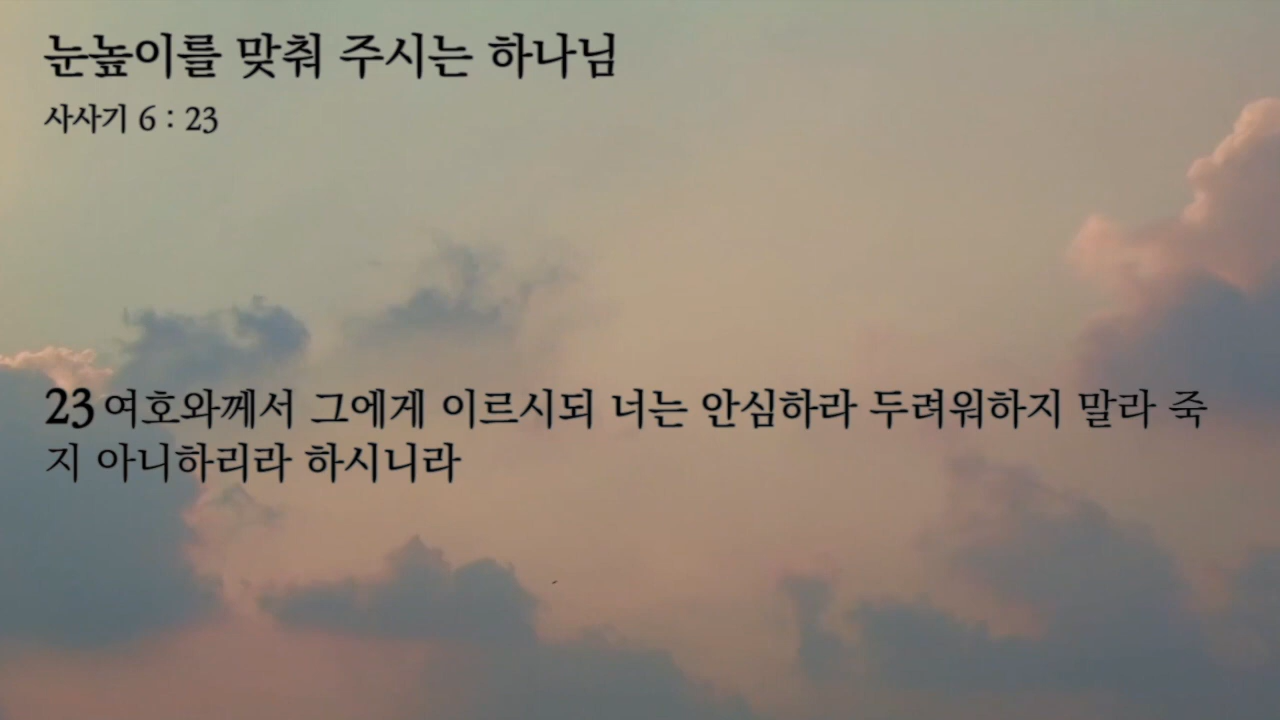 눈높이를 맞춰 주시는 하나님
사사기 6 : 23
23 여호와께서 그에게 이르시되 너는 안심하라 두려워하지 말라 죽
지 아니하리라 하시니라